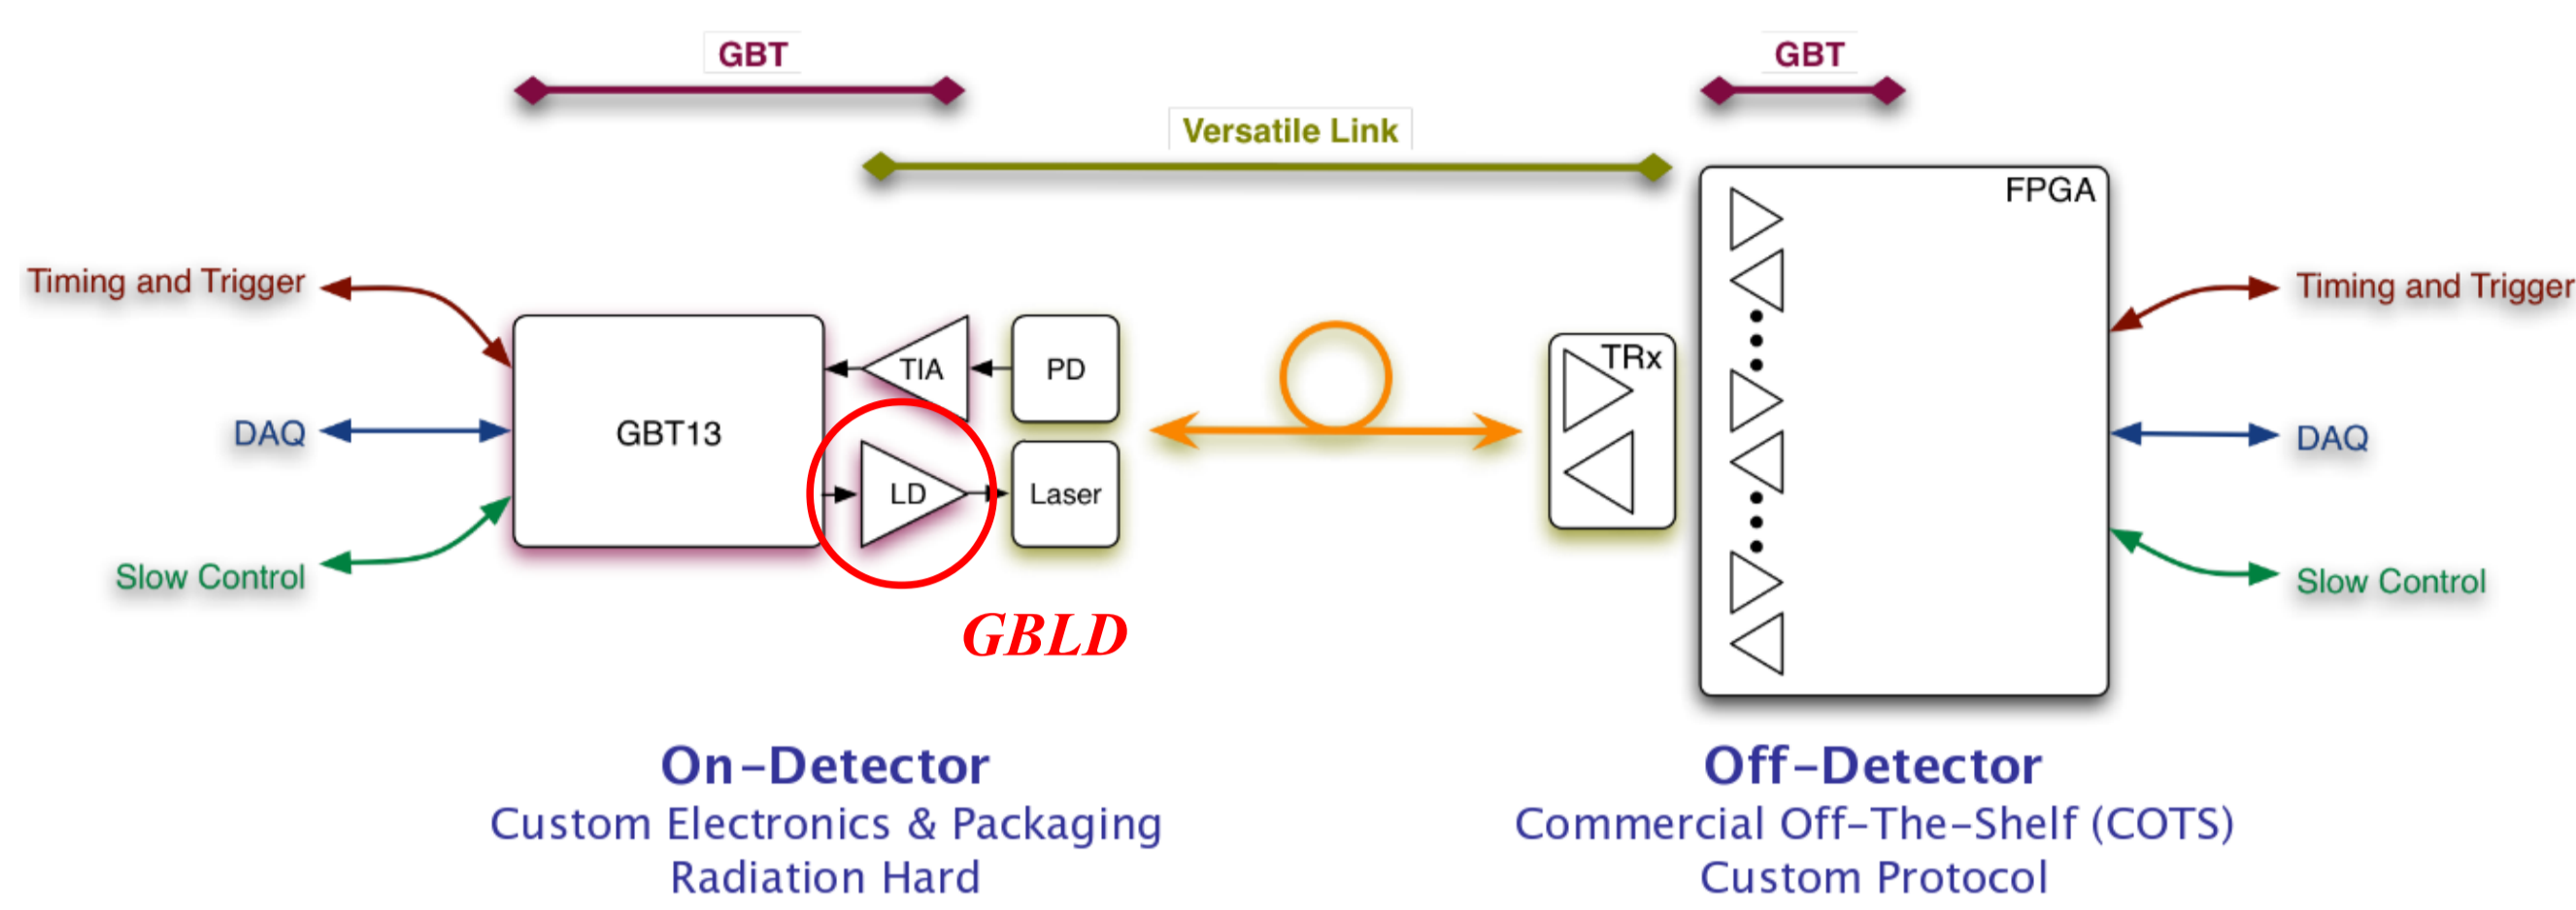 GBT
GBT
Versatile Link
FPGA
Timing and Trigger
Timing and Trigger
TIA
PD
TRx
DAQ
GBT13
DAQ
LD
Laser
Slow Control
Slow Control
GBLD
On-Detector
Custom Electronics & Packaging
Radiation Hard
Off-Detector
Commercial Off-The-Shelf (COTS)
Custom Protocol